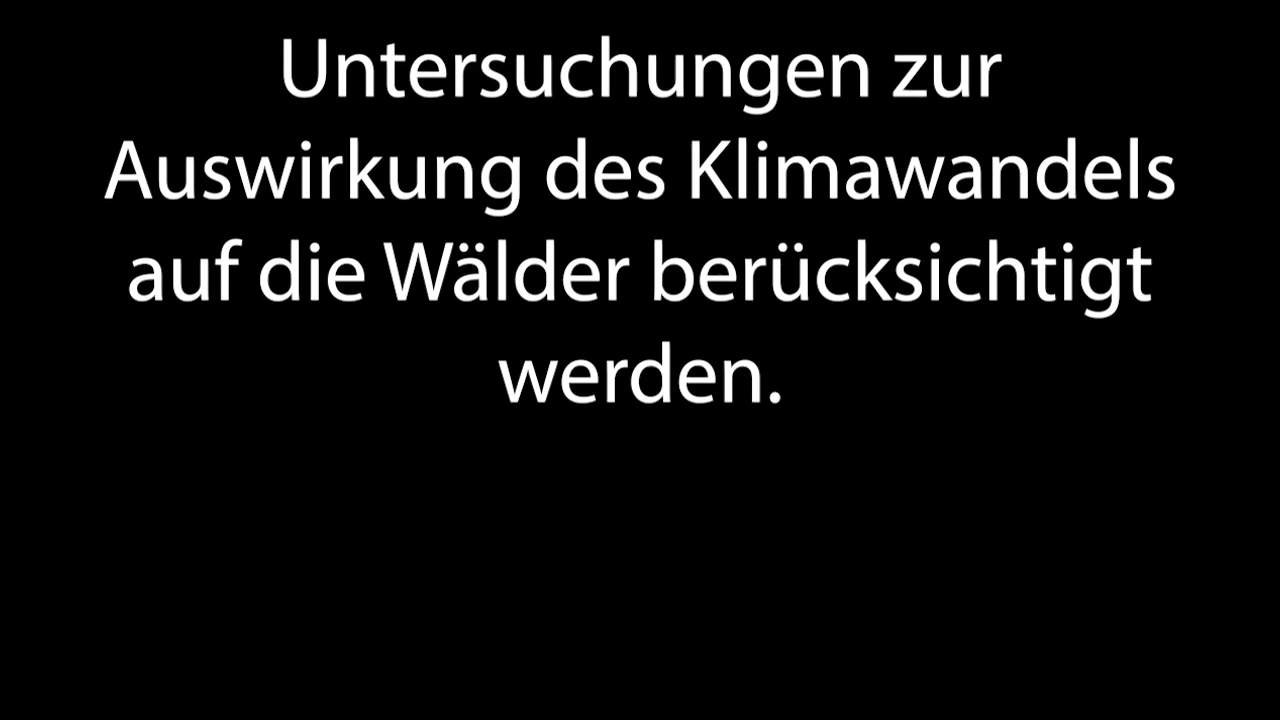 Untersuchungen zur
Auswirkung des Klimawandels
auf die Wälder berücksichtigt
werden.